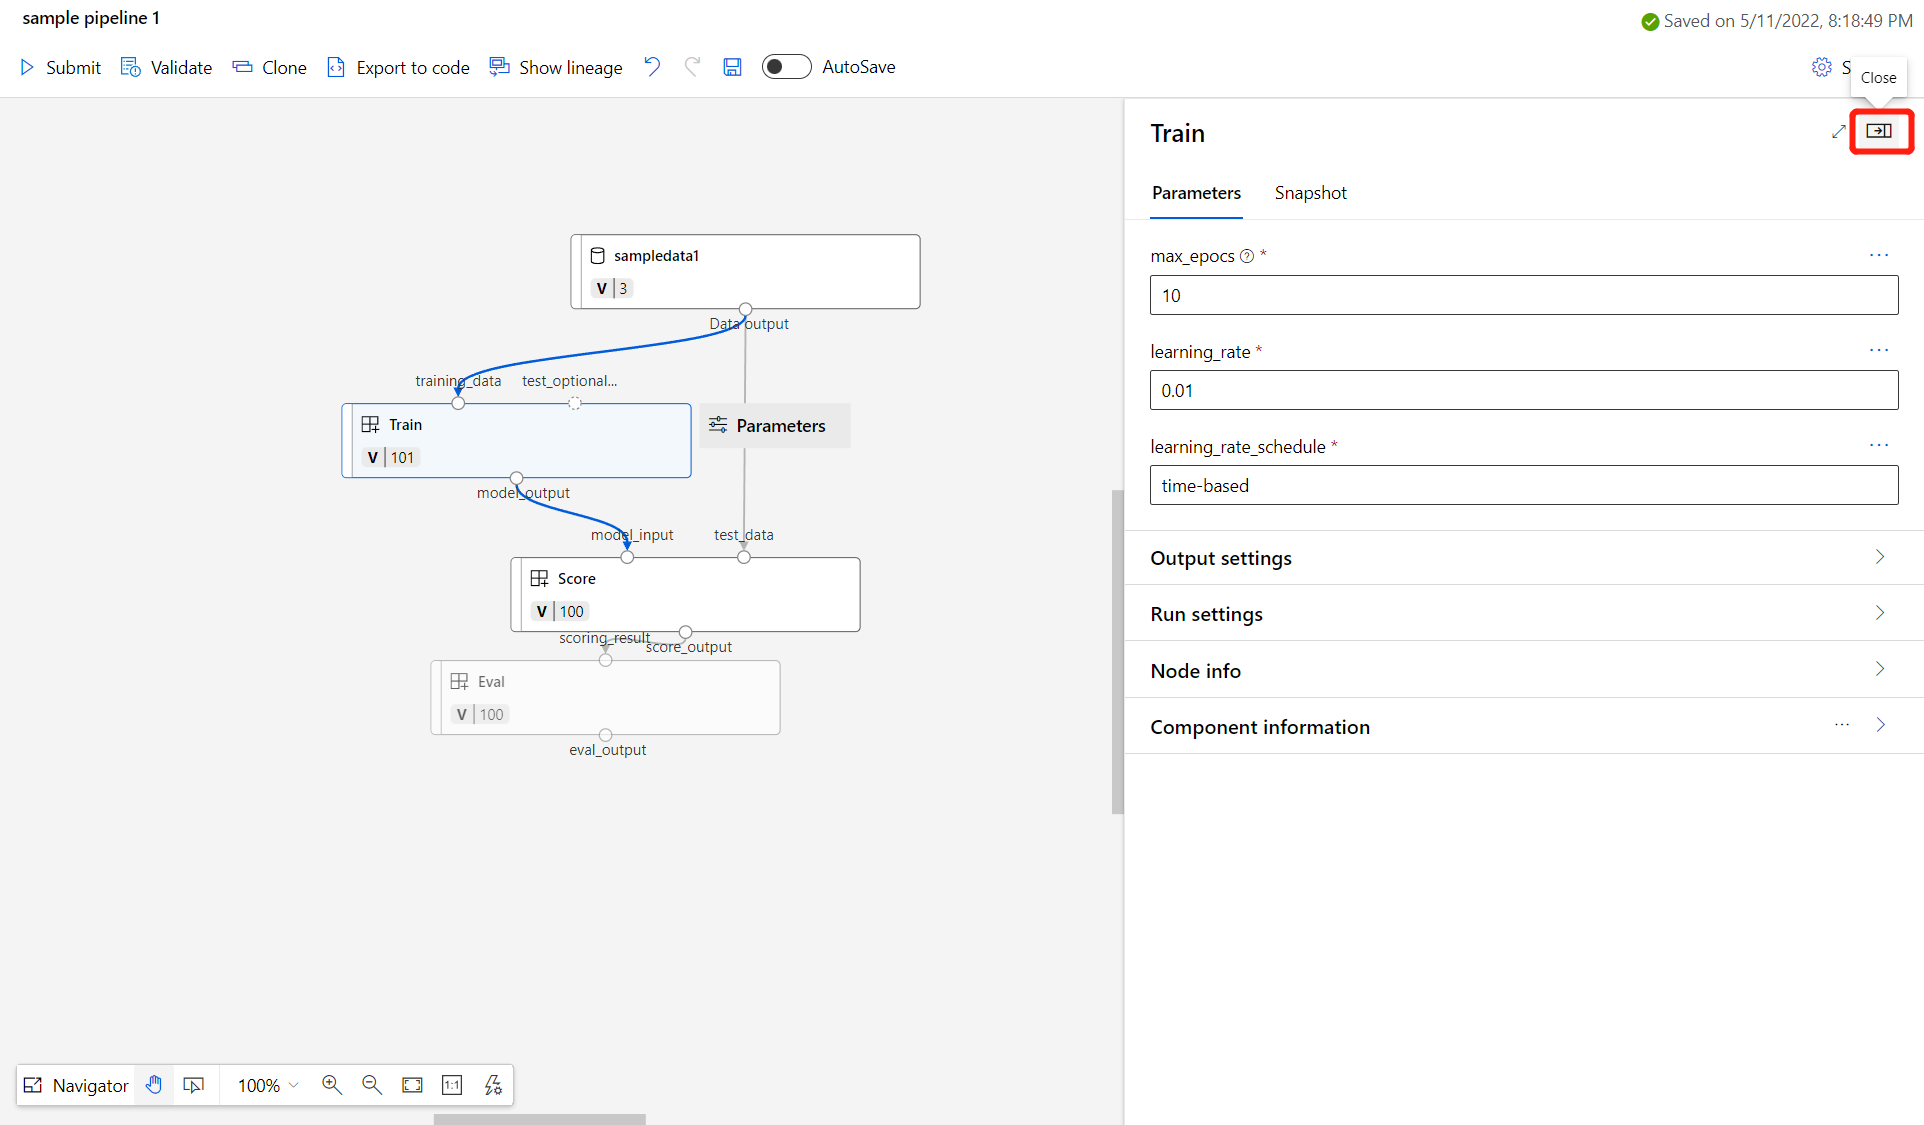 sample pipeline 1
Saved on 5/11/2022, 8:18:49 PM
Submit
Validate
Clone
Export to code
Show lineage
AutoSave
S
Close
sampledata1
V 3
Data output
training_data
test_optional...
Train
V 101
Parameters
model_output
model_input
test_data
Score
V 100
scoring_result
score_output
Eval
V 100
eval_output
Navigator
100%
1:1
Train
Parameters
Snapshot
max_epocs ? *
...
10
learning_rate *
...
0.01
learning_rate_schedule *
...
time-based
Output settings
Run settings
Node info
Component information
...